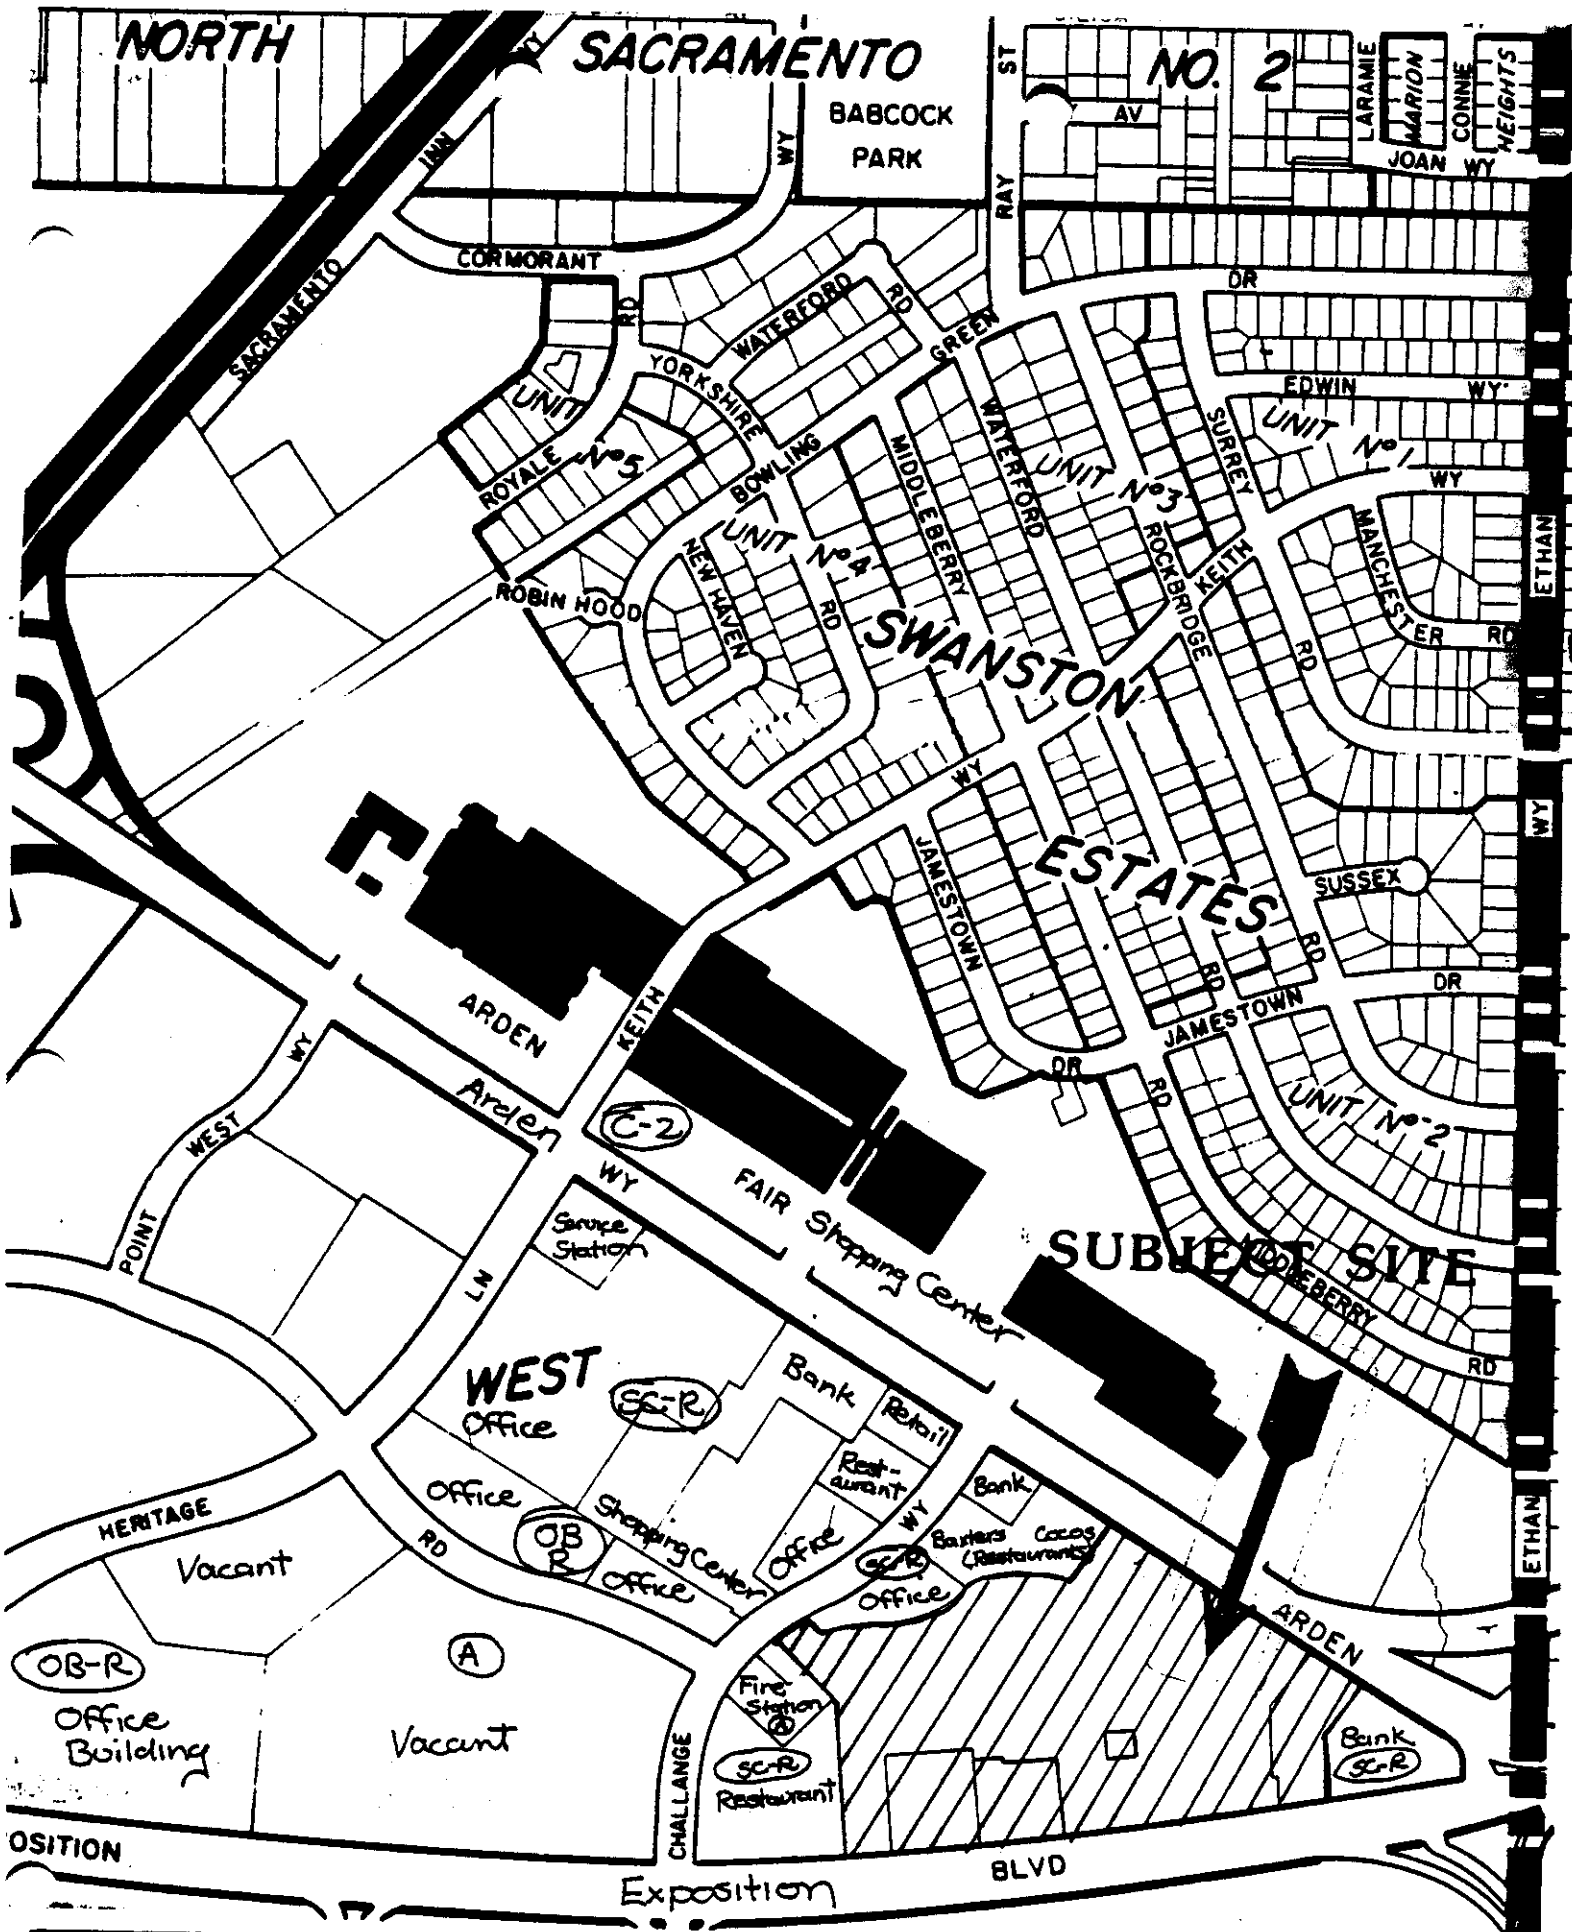 NORTH SACRAMENTO NO. 2
BABCOCK
PARK
ST
RAY
AV
LARAMIE
MARION
CONNIE
HEIGHTS
JOAN WY
WY
WY
INN
SACRAMENTO
CORMORANT
RD
WATERFORD
RD
GREEN
DR
YORKSHIRE
UNIT
Nº5
ROYALE
BOWLING
EDWIN WY
UNIT Nº1
SURREY
WATERFORD
MIDDLEBERRY
UNIT Nº3
WY
MANCHESTER RD
ETHAN
UNIT Nº4
NEW HAVEN
RD
ROCKBRIDGE
KEITH
ROBIN HOOD
RD
SWANSTON
WY
ESTATES
JAMESTOWN
SUSSEX
WY
RD
RD
DR
JAMESTOWN
DR
RD
UNIT Nº2
ARDEN
KEITH
Arden
WY
C-2
FAIR Shopping Center
WY
WEST
POINT
LN
Service
Station
SUBJECT SITE
MIDDLEBERRY
RD
WEST
Office
SC-R
Bank
Retail
Rest-
aurant
Bank
WY
Office
OB
R
Shopping Center
Office
Office
SC-R
Baxters Cocos
(Restaurants)
Office
HERITAGE
RD
Vacant
ETHAN
ARDEN
OB-R
Office
Building
A
Vacant
Fire
Station
A
SC-R
Restaurant
CHALLANGE
Bank
SC-R
OSITION
Exposition
BLVD